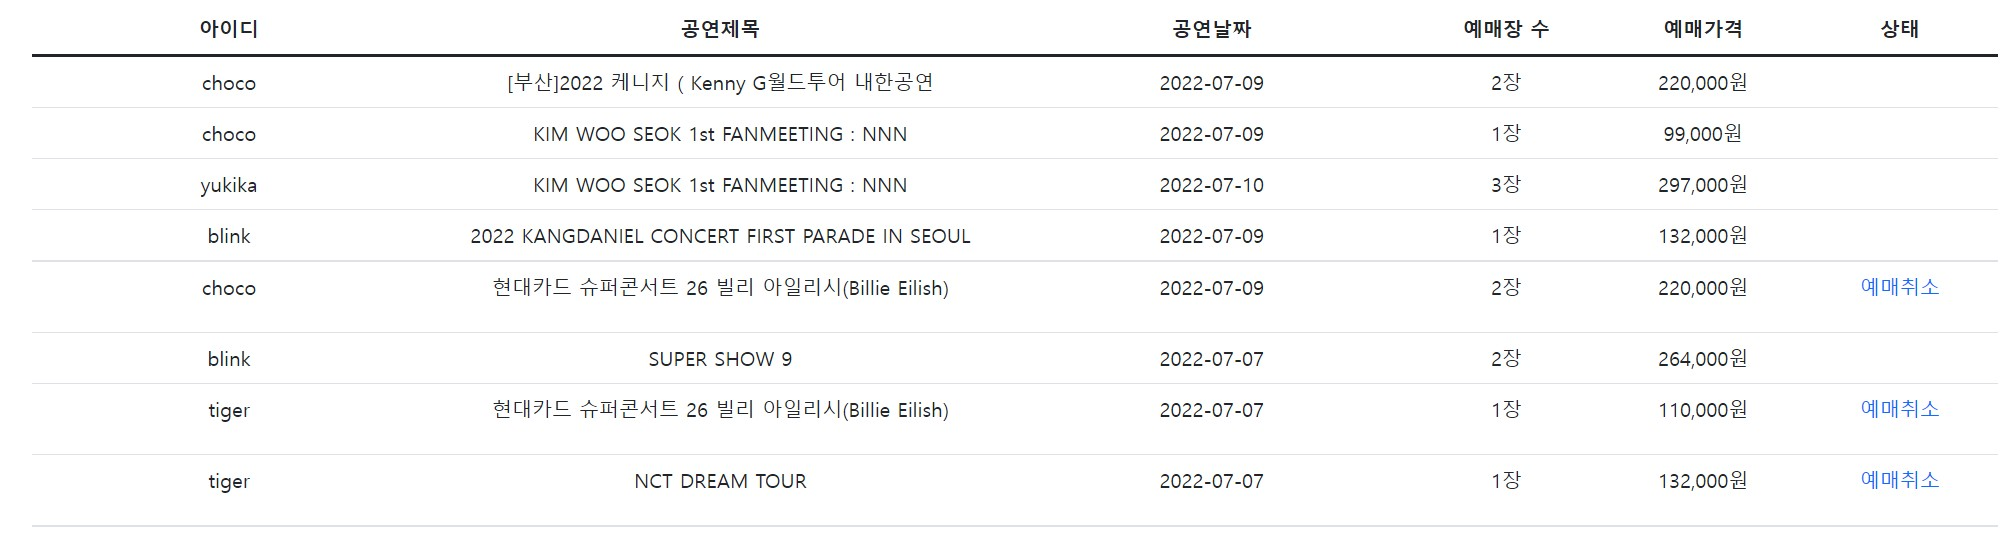 아이디 공연제목 공연날짜 예매장 수 예매가격 상태
choco [부산]2022 케니지 ( Kenny G월드투어 내한공연 2022-07-09 2장 220,000원
choco KIM WOO SEOK 1st FANMEETING : NNN 2022-07-09 1장 99,000원
yukika KIM WOO SEOK 1st FANMEETING : NNN 2022-07-10 3장 297,000원
blink 2022 KANGDANIEL CONCERT FIRST PARADE IN SEOUL 2022-07-09 1장 132,000원
choco 현대카드 슈퍼콘서트 26 빌리 아일리시(Billie Eilish) 2022-07-09 2장 220,000원 예매취소
blink SUPER SHOW 9 2022-07-07 2장 264,000원
tiger 현대카드 슈퍼콘서트 26 빌리 아일리시(Billie Eilish) 2022-07-07 1장 110,000원 예매취소
tiger NCT DREAM TOUR 2022-07-07 1장 132,000원 예매취소